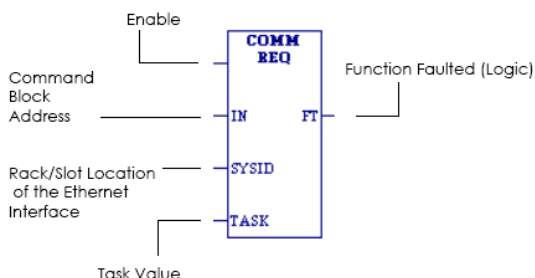 Enable
COMM
REQ
Function Faulted (Logic)
Command
Block
Address
IN
FT
Rack/Slot Location
of the Ethernet
Interface
SYSID
TASK
Task Value